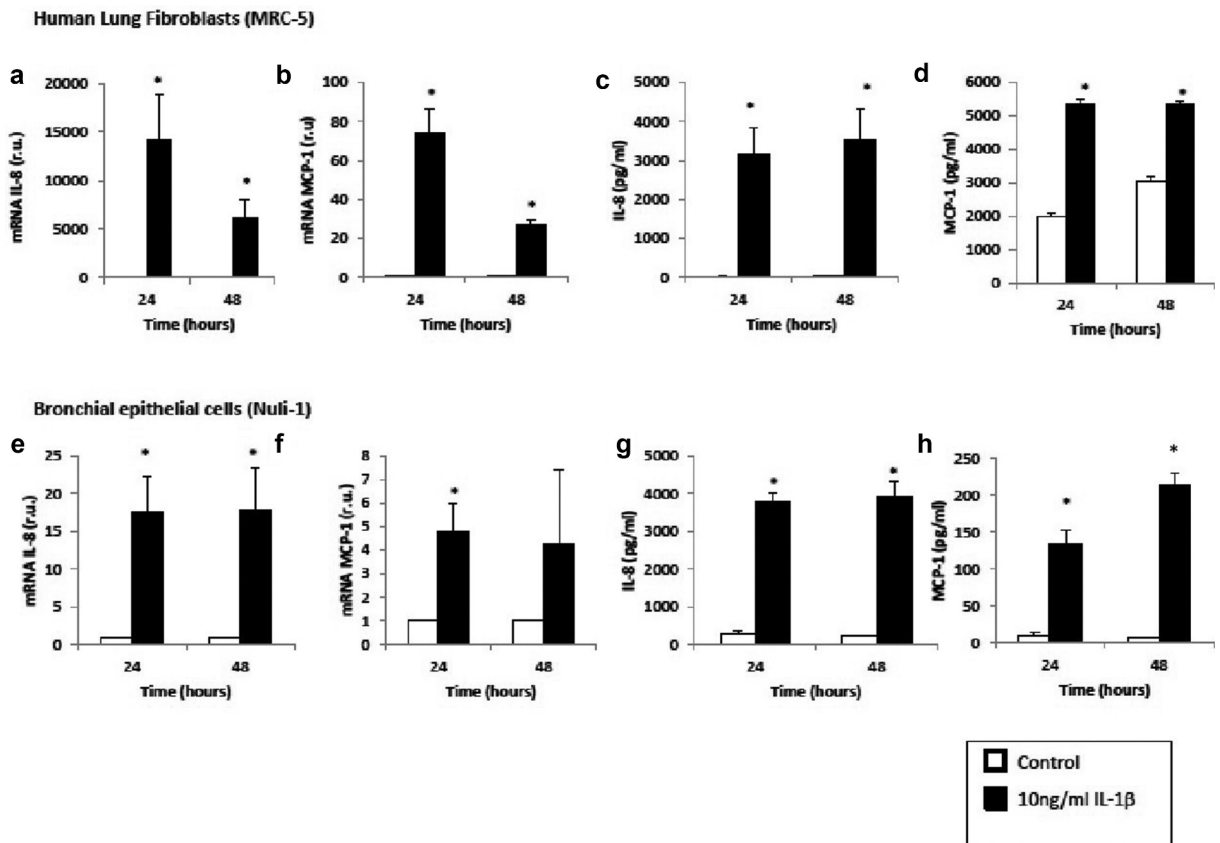 Human Lung Fibroblasts (MRC-5)
a
mRNA IL-8 (r.u.)
20000
15000
10000
5000
0
*
*
24
48
Time (hours)
b
mRNA MCP-1 (r.u)
100
80
60
40
20
0
*
*
24
48
Time (hours)
c
IL-8
(pg/ml)
5000
4000
3000
2000
1000
0
*
*
24
48
Time (hours)
d
MCP-1 (pg/ml)
6000
5000
4000
3000
2000
1000
0
*
*
24
48
Time (hours)
Bronchial epithelial cells (Nuli-1)
e
mRNA IL-8 (r.u.)
25
20
15
10
5
0
*
*
24
48
Time (hours)
f
mRNA MCP-1 (r.u.)
8
7
6
5
4
3
2
1
0
*
24
48
Time (hours)
g
IL-8 (pg/ml)
5000
4000
3000
2000
1000
0
*
*
24
48
Time (hours)
h
MCP-1 (pg/ml)
250
200
150
100
50
0
*
*
24
48
Time (hours)
Control
10ng/ml IL-1β